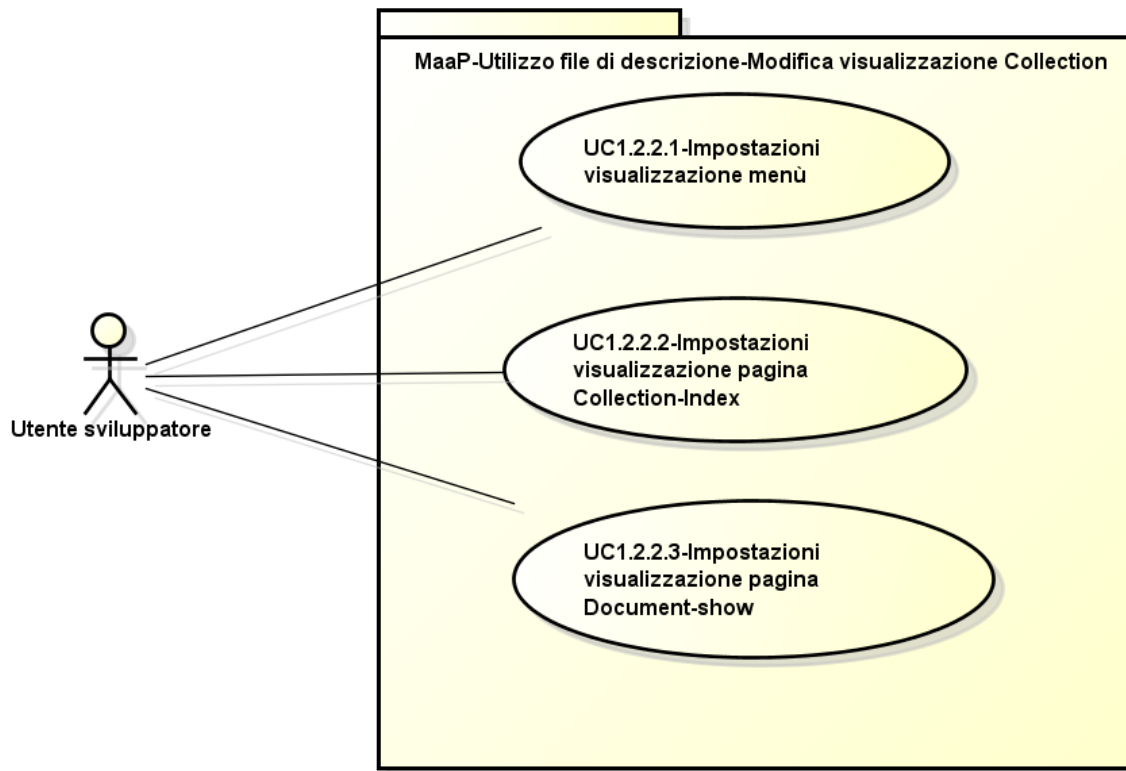 MaaP-Utilizzo file di descrizione-Modifica visualizzazione Collection
UC1.2.2.1-Impostazioni
visualizzazione menù
UC1.2.2.2-Impostazioni
visualizzazione pagina
Collection-Index
Utente sviluppatore
UC1.2.2.3-Impostazioni
visualizzazione pagina
Document-show